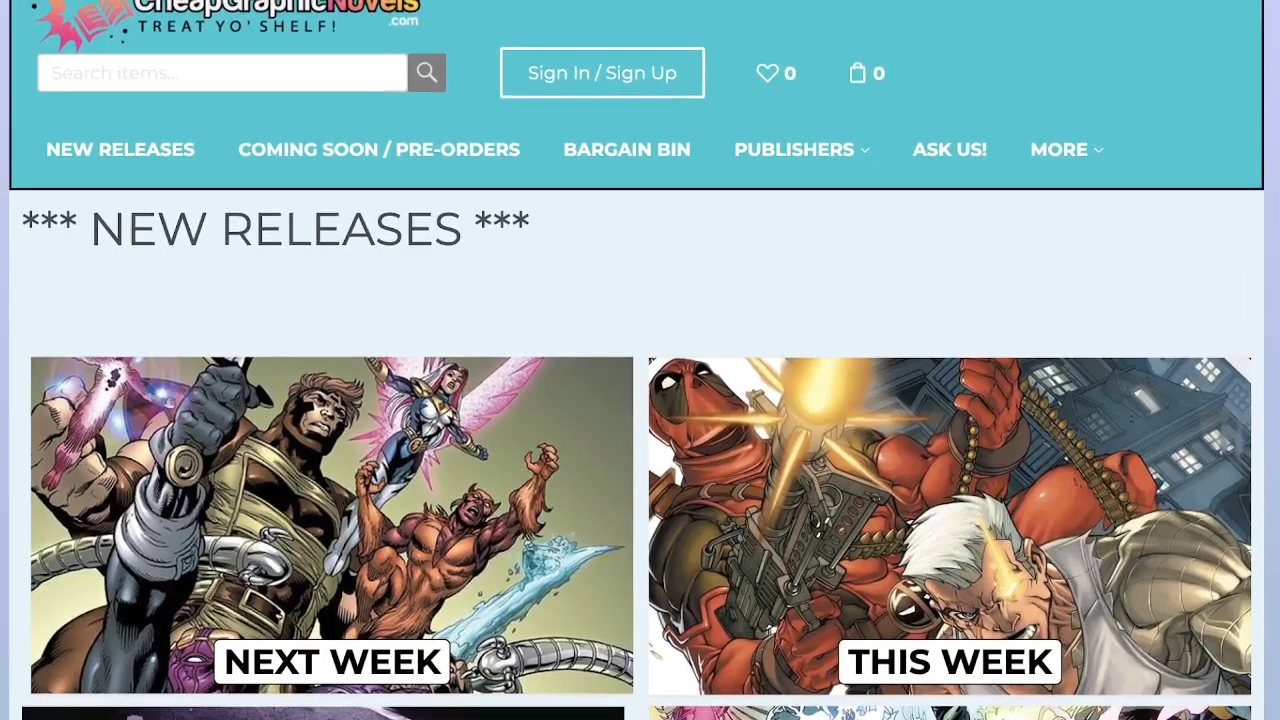 CheapGraphicNovels
.com
TREAT YO' SHELF!
Search items...
Sign In / Sign Up
0
0
NEW RELEASES
COMING SOON / PRE-ORDERS
BARGAIN BIN
PUBLISHERS
ASK US!
MORE
*** NEW RELEASES ***
NEXT WEEK
THIS WEEK